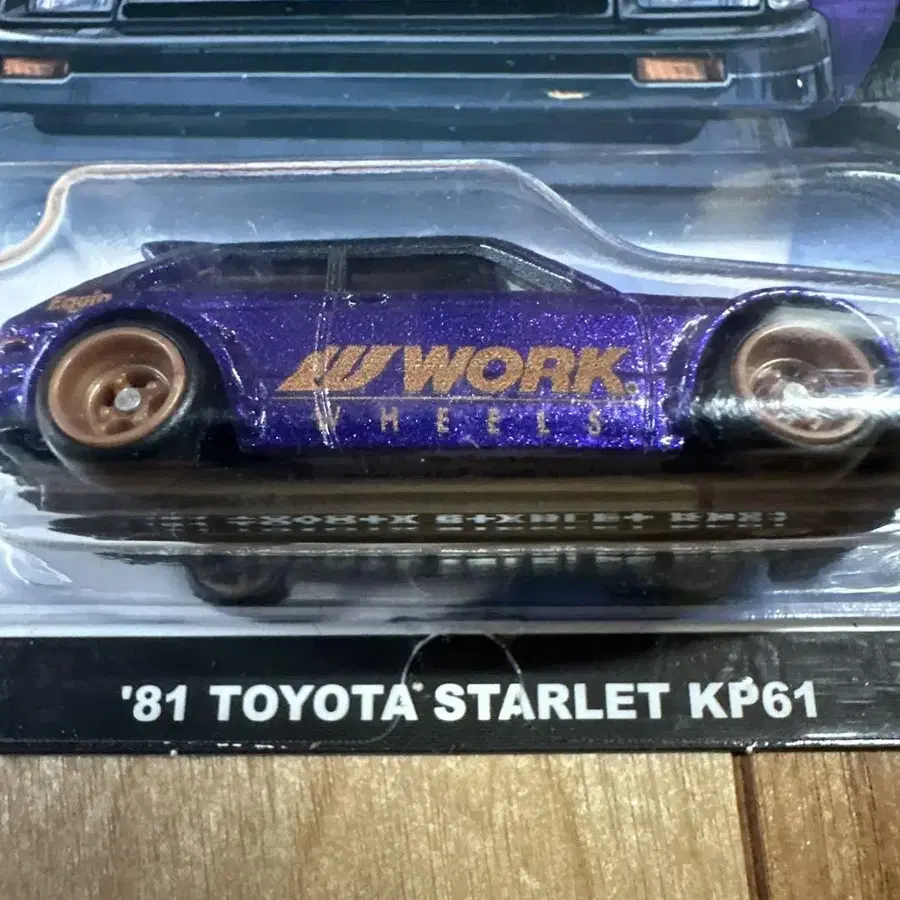 Equip
WORK
WHEELS
'81 TOYOTA STARLET KP61